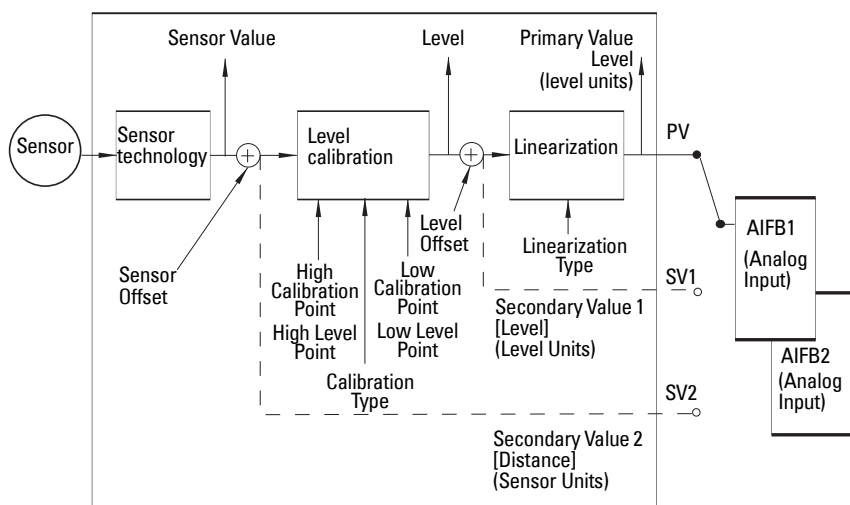 Sensor Value
Level
Primary Value
Level
(level units)
Sensor
Sensor
technology
Level
calibration
Linearization
PV
Sensor
Offset
High
Calibration
Point
High Level
Point
Calibration
Type
Low
Calibration
Point
Low Level
Point
Level
Offset
Linearization
Type
SV1
Secondary Value 1
[Level]
(Level Units)
SV2
Secondary Value 2
[Distance]
(Sensor Units)
AIFB1
(Analog
Input)
AIFB2
(Analog
Input)